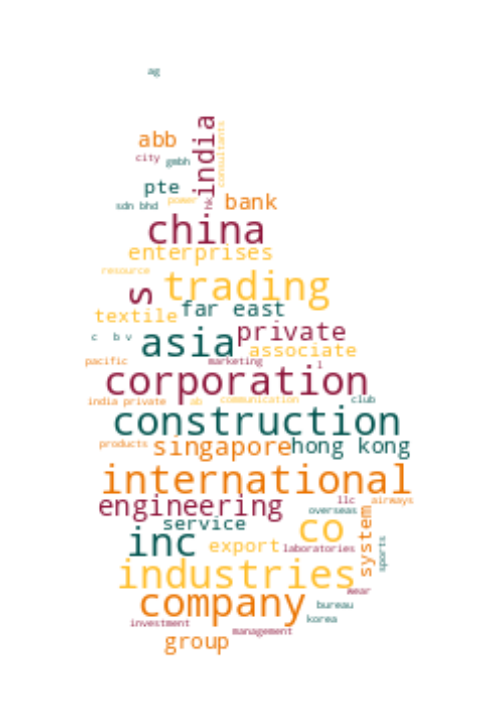 ag
india
consultants
abb
city
gmbh
pte
power
sdn bhd
hk
bank
china
enterprises
resource
s
trading
textile
far east
c
b v
asia
private
associate
pacific
marketing
l
corporation
india private
ab
communication
club
construction
products
singapore
hong kong
international
engineering
llc
airways
overseas
service
co
system
inc
export
laboratories
sports
industries
wear
company
bureau
investment
korea
management
group